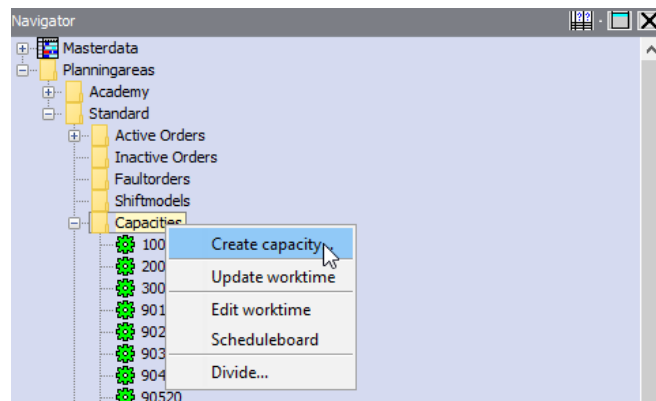 Navigator
Masterdata
Planningareas
Academy
Standard
Active Orders
Inactive Orders
Faultorders
Shiftmodels
Capacities
100
Create capacity...
200
Update worktime
300
901
Edit worktime
902
Scheduleboard
903
904
Divide...
90520